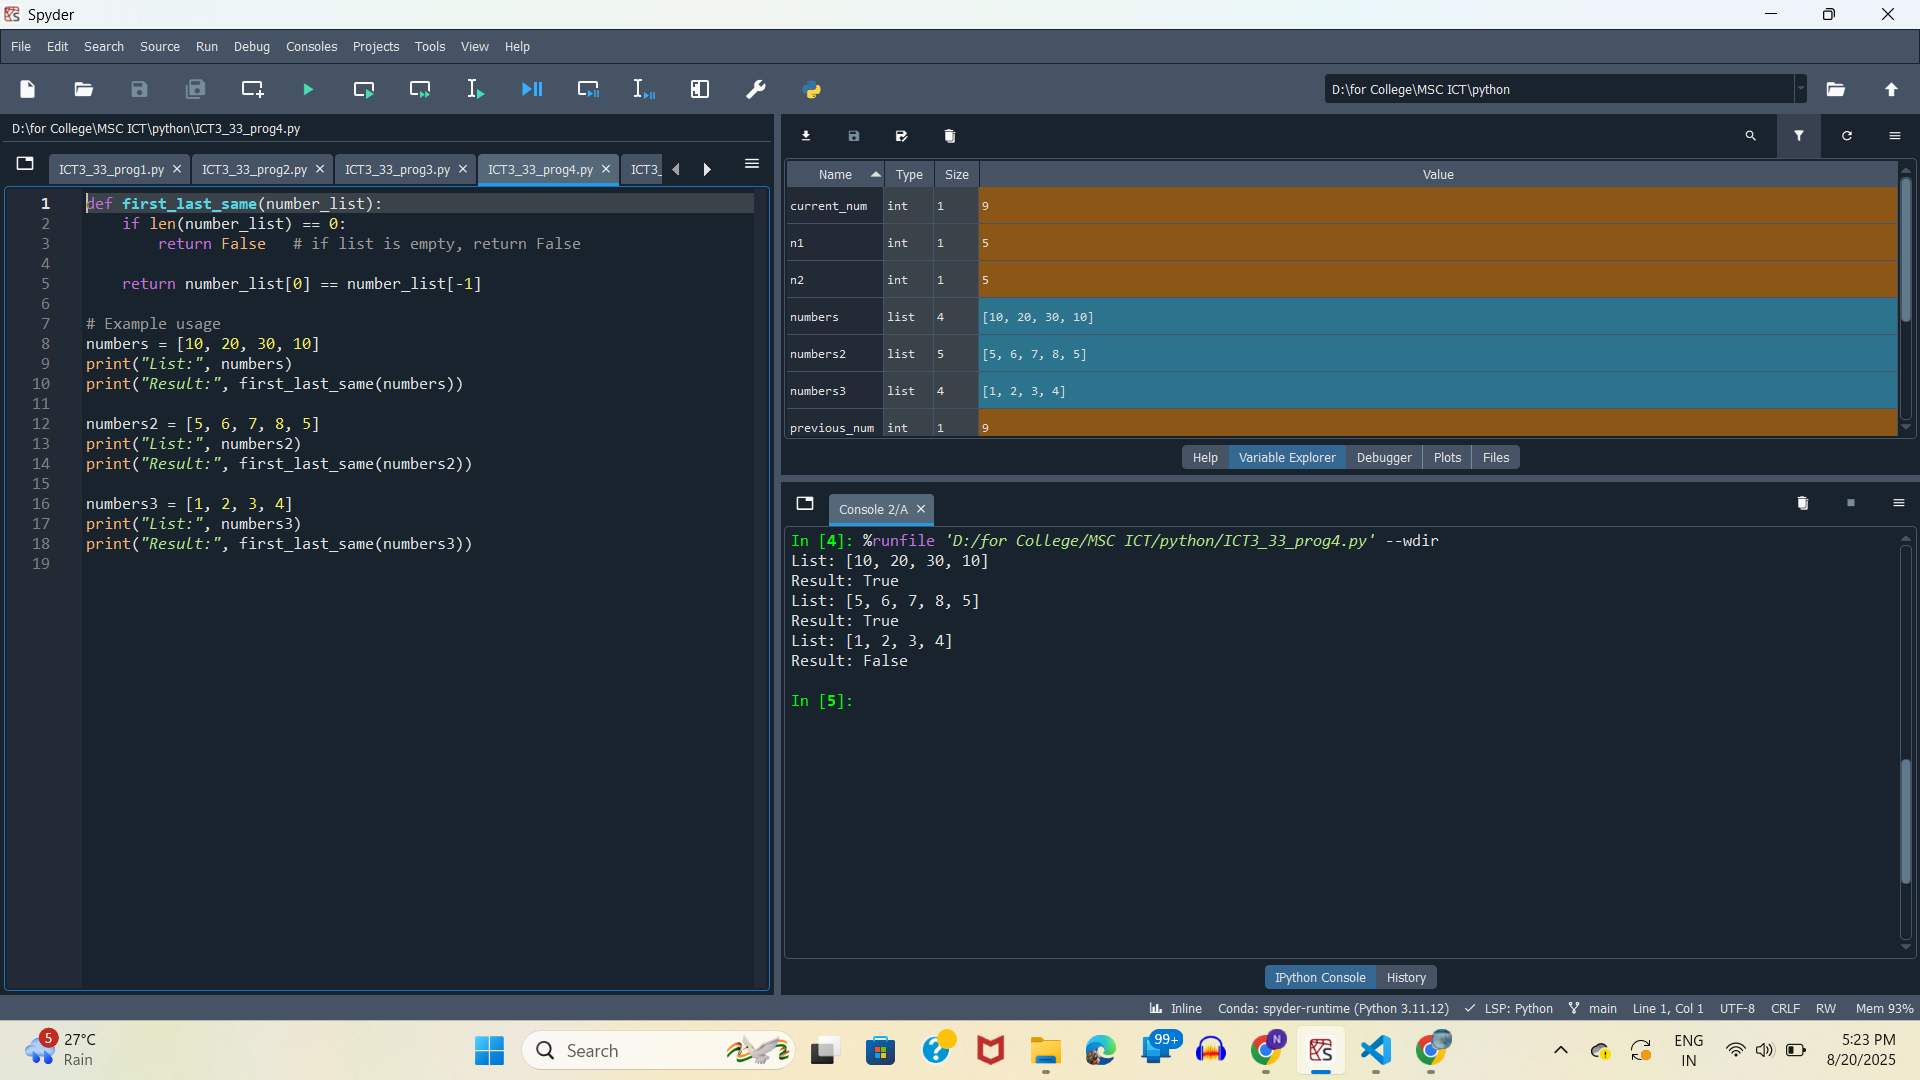 Spyder
File Edit Search Source Run Debug Consoles Projects Tools View Help
D:\for College\MSC ICT\python
D:\for College\MSC ICT\python\ICT3_33_prog4.py
ICT3_33_prog1.py ICT3_33_prog2.py ICT3_33_prog3.py ICT3_33_prog4.py ICT3_
1 def first_last_same(number_list):
2     if len(number_list) == 0:
3         return False   # if list is empty, return False
4
5     return number_list[0] == number_list[-1]
6
7 # Example usage
8 numbers = [10, 20, 30, 10]
9 print("List:", numbers)
10 print("Result:", first_last_same(numbers))
11
12 numbers2 = [5, 6, 7, 8, 5]
13 print("List:", numbers2)
14 print("Result:", first_last_same(numbers2))
15
16 numbers3 = [1, 2, 3, 4]
17 print("List:", numbers3)
18 print("Result:", first_last_same(numbers3))
19
Name Type Size Value
current_num int 1 9
n1 int 1 5
n2 int 1 5
numbers list 4 [10, 20, 30, 10]
numbers2 list 5 [5, 6, 7, 8, 5]
numbers3 list 4 [1, 2, 3, 4]
previous_num int 1 9
Help Variable Explorer Debugger Plots Files
Console 2/A
In [4]: %runfile 'D:/for College/MSC ICT/python/ICT3_33_prog4.py' --wdir
List: [10, 20, 30, 10]
Result: True
List: [5, 6, 7, 8, 5]
Result: True
List: [1, 2, 3, 4]
Result: False
In [5]:
IPython Console History
Inline Conda: spyder-runtime (Python 3.11.12) LSP: Python main Line 1, Col 1 UTF-8 CRLF RW Mem 93%
5 27°C
Rain
Search
99+
N
ENG
IN
5:23 PM
8/20/2025